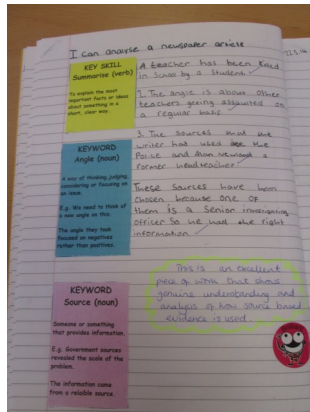 I can analyse a newspaper article
KEY SKILL
Summarise (verb)
To explain the most
important facts or ideas
about something in a
short, clear way.
A teacher has been killed
in School by a student.
2. The angle is about other
teachers geeing assaulted on
a regular basis
KEYWORD
Angle (noun)
A way of thinking, judging,
considering or focusing on
an issue.
E.g. We need to think of
a new angle on this.
The angle they took
focused on negatives
rather than positives.
3. The sources that the
writer had used the
Police and a
former headteacher.
These sources have been
chosen because one of
them is a Senior investigating
officer So he had the right
information
This is an excellent
piece of work that shows
genuine understanding and
analysis of how source based
evidence is used.
KEYWORD
Source (noun)
Someone or something
that provides information.
E.g. Government sources
revealed the scale of the
problem.
The information came
from a relaible source.